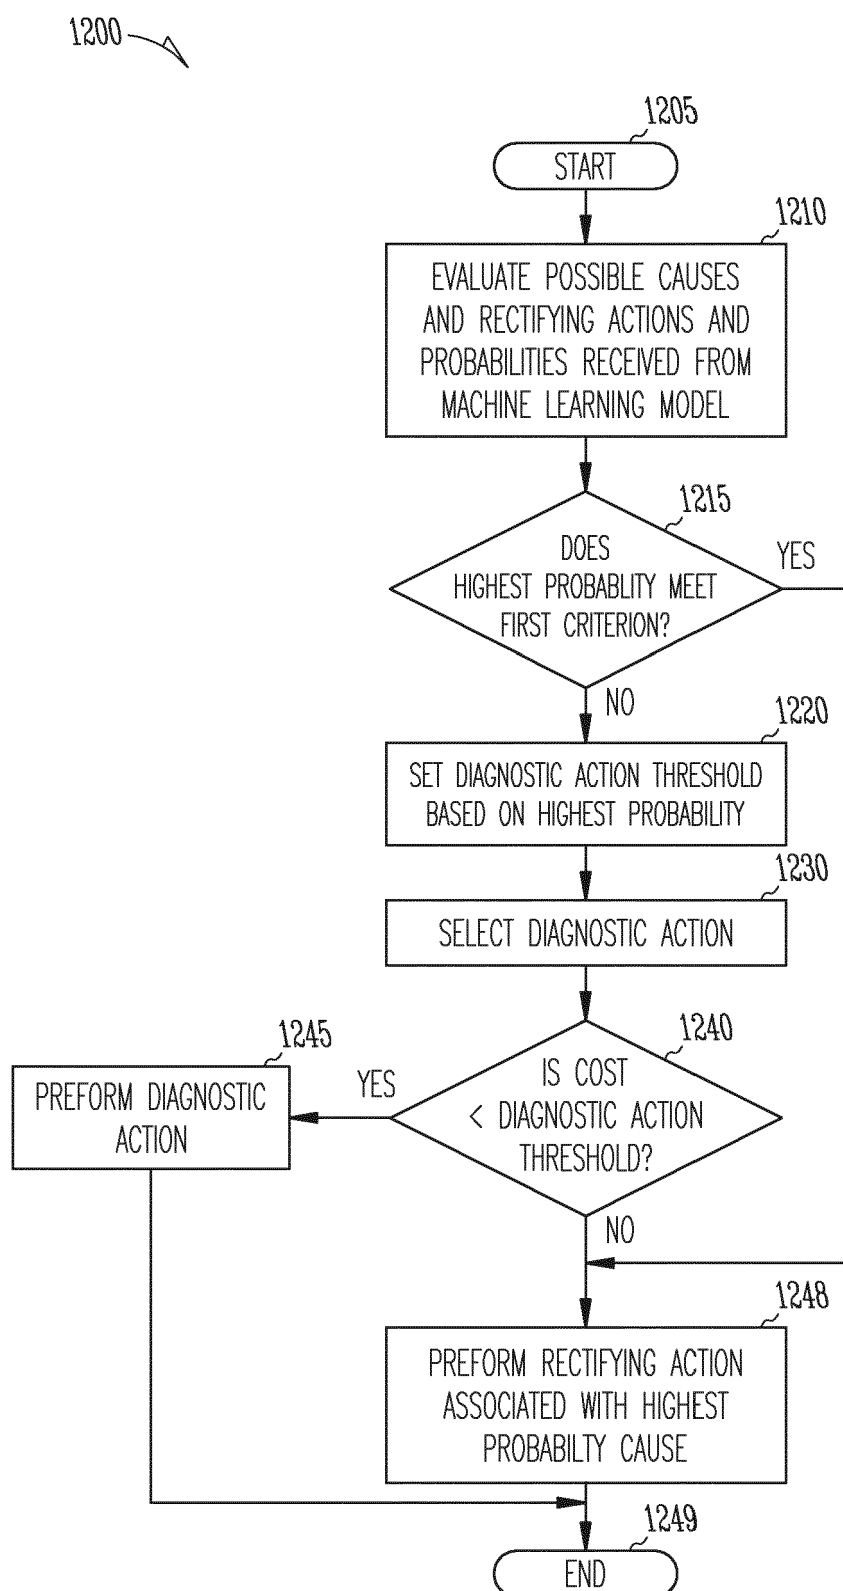 1200
1205
START
1210
EVALUATE POSSIBLE CAUSES
AND RECTIFYING ACTIONS AND
PROBABILITIES RECEIVED FROM
MACHINE LEARNING MODEL
1215
DOES
HIGHEST PROBABLITY MEET
FIRST CRITERION?
YES
NO
1220
SET DIAGNOSTIC ACTION THRESHOLD
BASED ON HIGHEST PROBABILITY
1230
SELECT DIAGNOSTIC ACTION
1240
IS COST
< DIAGNOSTIC ACTION
THRESHOLD?
YES
1245
PREFORM DIAGNOSTIC
ACTION
NO
1248
PREFORM RECTIFYING ACTION
ASSOCIATED WITH HIGHEST
PROBABILTY CAUSE
1249
END